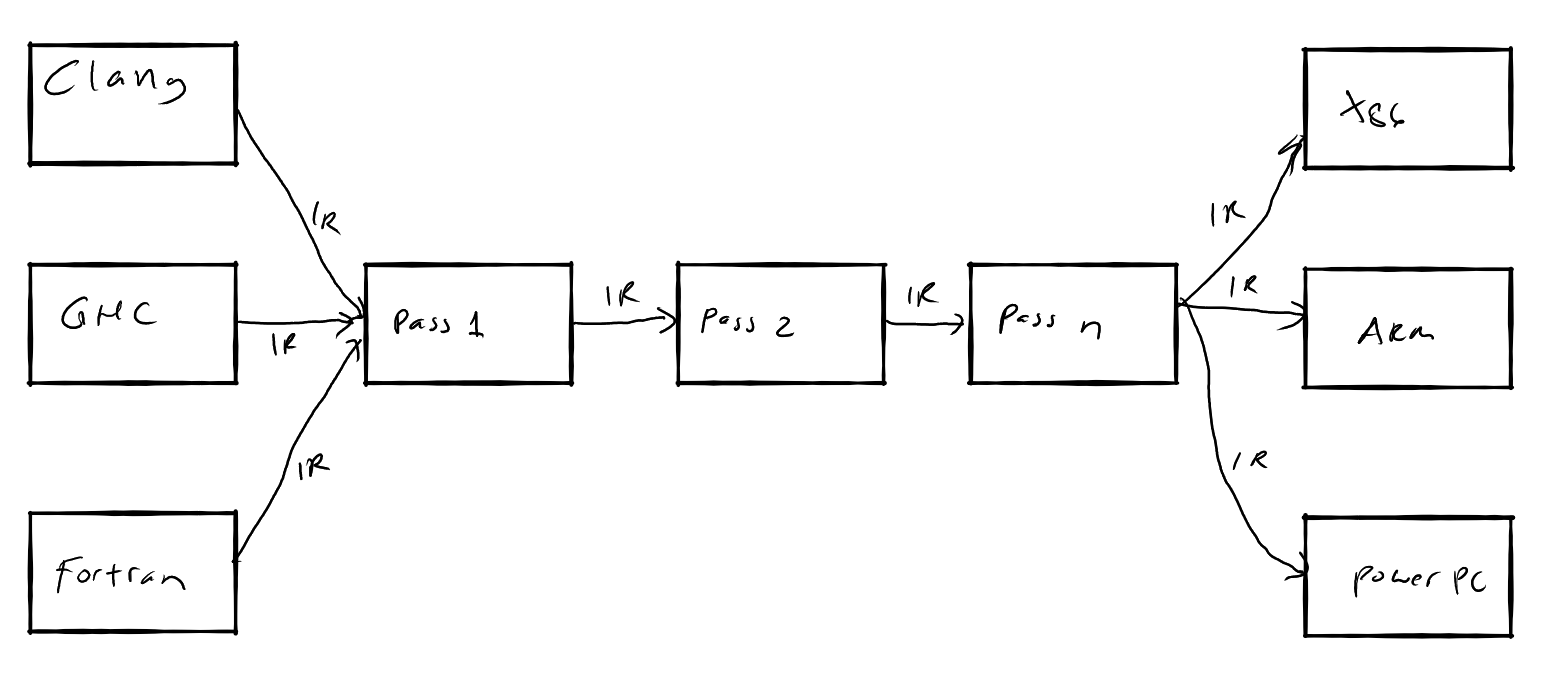 Clang
X86
IR
IR
GHC
Pass 1
IR
Pass 2
IR
Pass n
IR
Arm
IR
IR
IR
Fortran
Power PC